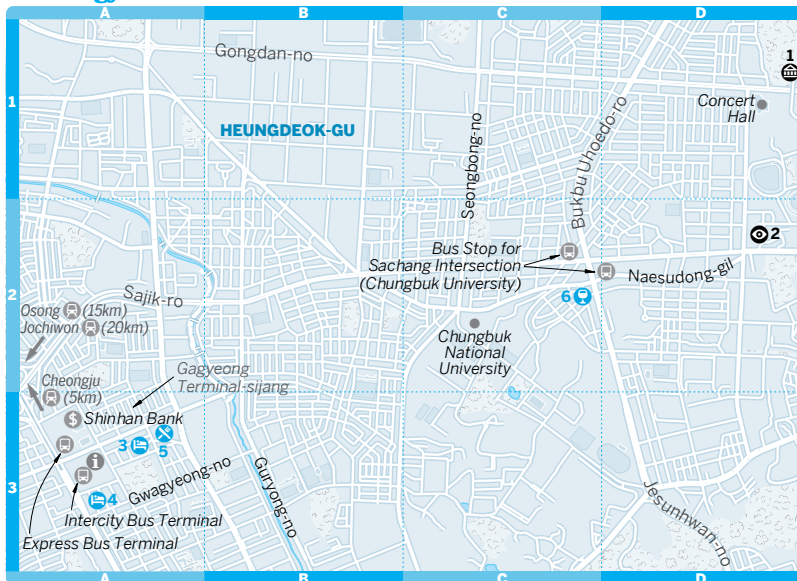 A
B
C
D
Gongdan-no
1
HEUNGDEOK-GU
Concert
Hall
1
Seongbong-no
Bukbu Uhoedo-ro
2
Bus Stop for
Sachang Intersection
(Chungbuk University)
Naesudong-gil
2
6
Sajik-ro
Osong (15km)
Jochiwon (20km)
Chungbuk
National
University
Gagyeong
Terminal-sijang
Cheongju
(5km)
$ Shinhan Bank
3
5
i
4
Gwagyeong-no
Guryong-no
3
Jesunhwan-no
Intercity Bus Terminal
Express Bus Terminal
A
B
C
D